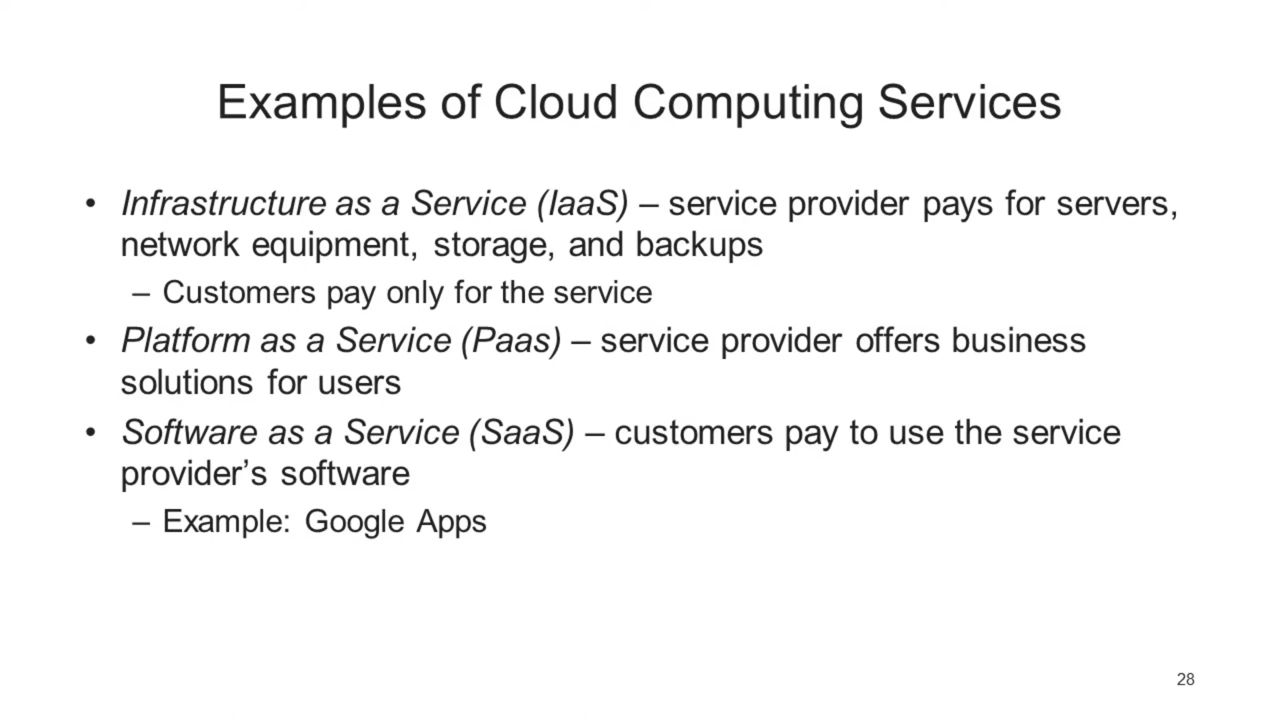 Examples of Cloud Computing Services
• Infrastructure as a Service (IaaS) – service provider pays for servers,
network equipment, storage, and backups
– Customers pay only for the service
• Platform as a Service (Paas) – service provider offers business
solutions for users
• Software as a Service (SaaS) – customers pay to use the service
provider’s software
– Example: Google Apps
28